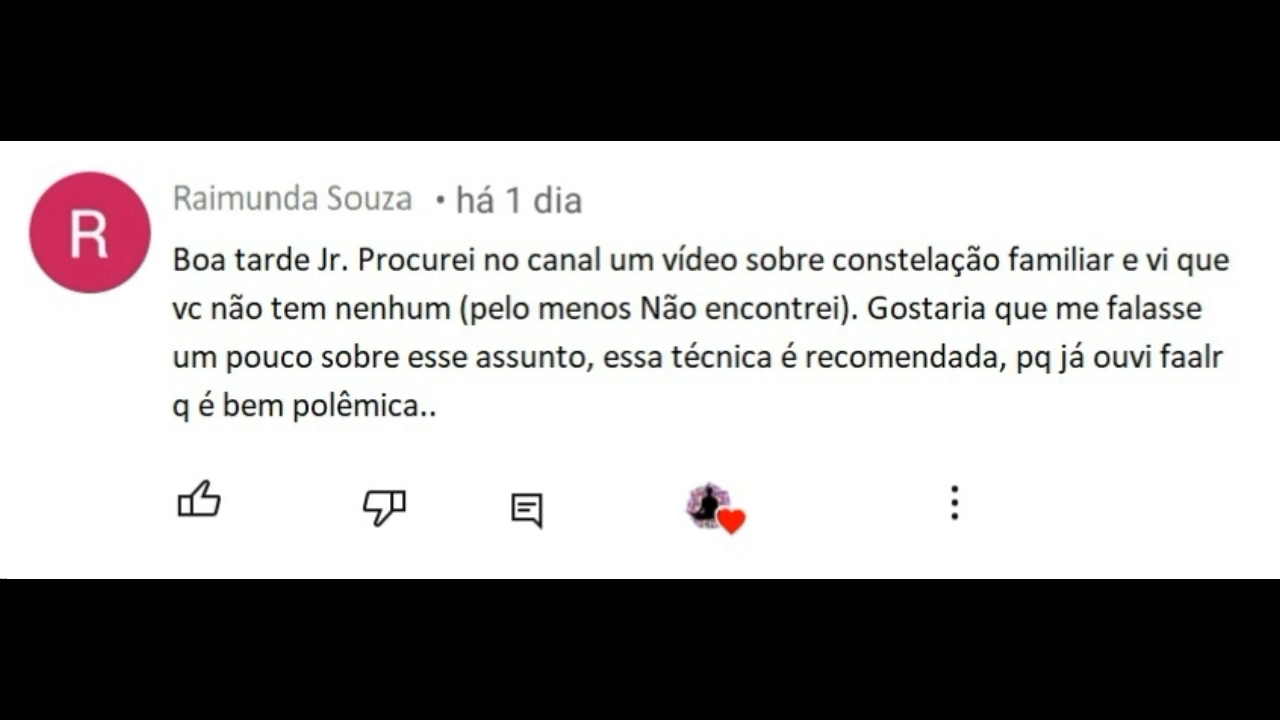 R
Raimunda Souza • há 1 dia
Boa tarde Jr. Procurei no canal um vídeo sobre constelação familiar e vi que
vc não tem nenhum (pelo menos Não encontrei). Gostaria que me falasse
um pouco sobre esse assunto, essa técnica é recomendada, pq já ouvi faalr
q é bem polêmica..